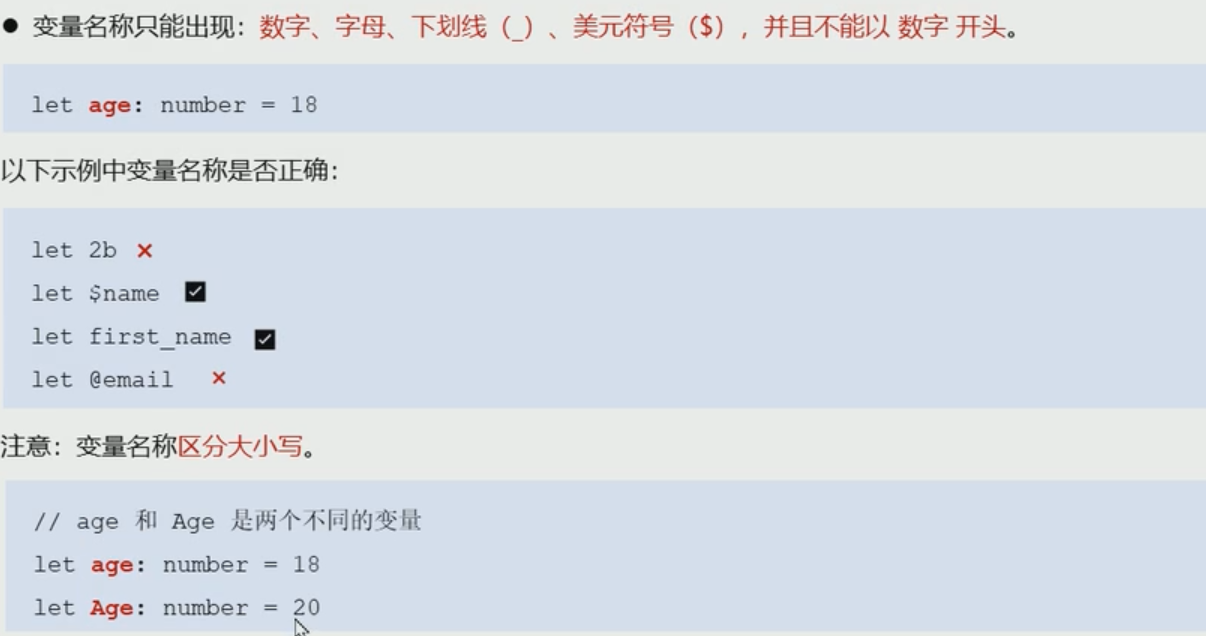 ● 变量名称只能出现：数字、字母、下划线（_）、美元符号（$），并且不能以 数字 开头。
let age: number = 18
以下示例中变量名称是否正确：
let 2b ×
let $name ☑
let first_name ☑
let @email ×
注意：变量名称区分大小写。
// age 和 Age 是两个不同的变量
let age: number = 18
let Age: number = 20